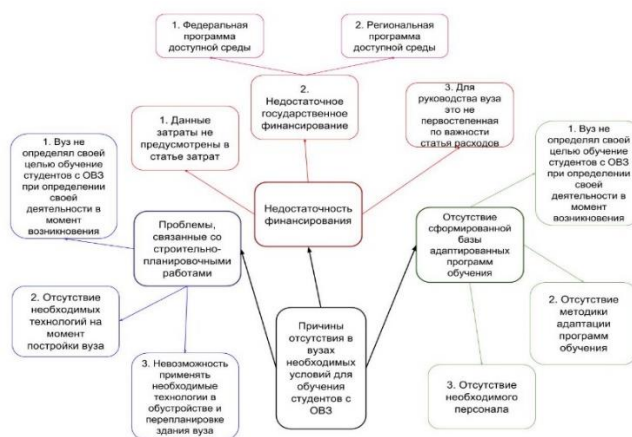 1. Федеральная
программа
доступной среды
2. Региональная
программа
доступной среды
2.
Недостаточное
государственное
финансирование
3. Для
руководства вуза
это не
первостепенная
по важности
статья расходов
1. Данные
затраты не
предусмотрены в
статье затрат
1. Вуз не
определял своей
целью обучение
студентов с ОВЗ
при определении
своей
деятельности в
момент
возникновения
1. Вуз не
определял своей
целью обучение
студентов с ОВЗ
при определении
своей
деятельности в
момент
возникновения
Недостаточность
финансирования
Проблемы,
связанные со
строительно-
планировочными
работами
Отсутствие
сформированной
базы
адаптированных
программ
обучения
2. Отсутствие
необходимых
технологий на
момент
постройки вуза
Причины
отсутствия в
вузах
необходимых
условий для
обучения
студентов с
ОВЗ
2. Отсутствие
методики
адаптации
программ
обучения
3. Невозможность
применять
необходимые
технологии в
обустройстве и
перепланировке
здания вуза
3. Отсутствие
необходимого
персонала